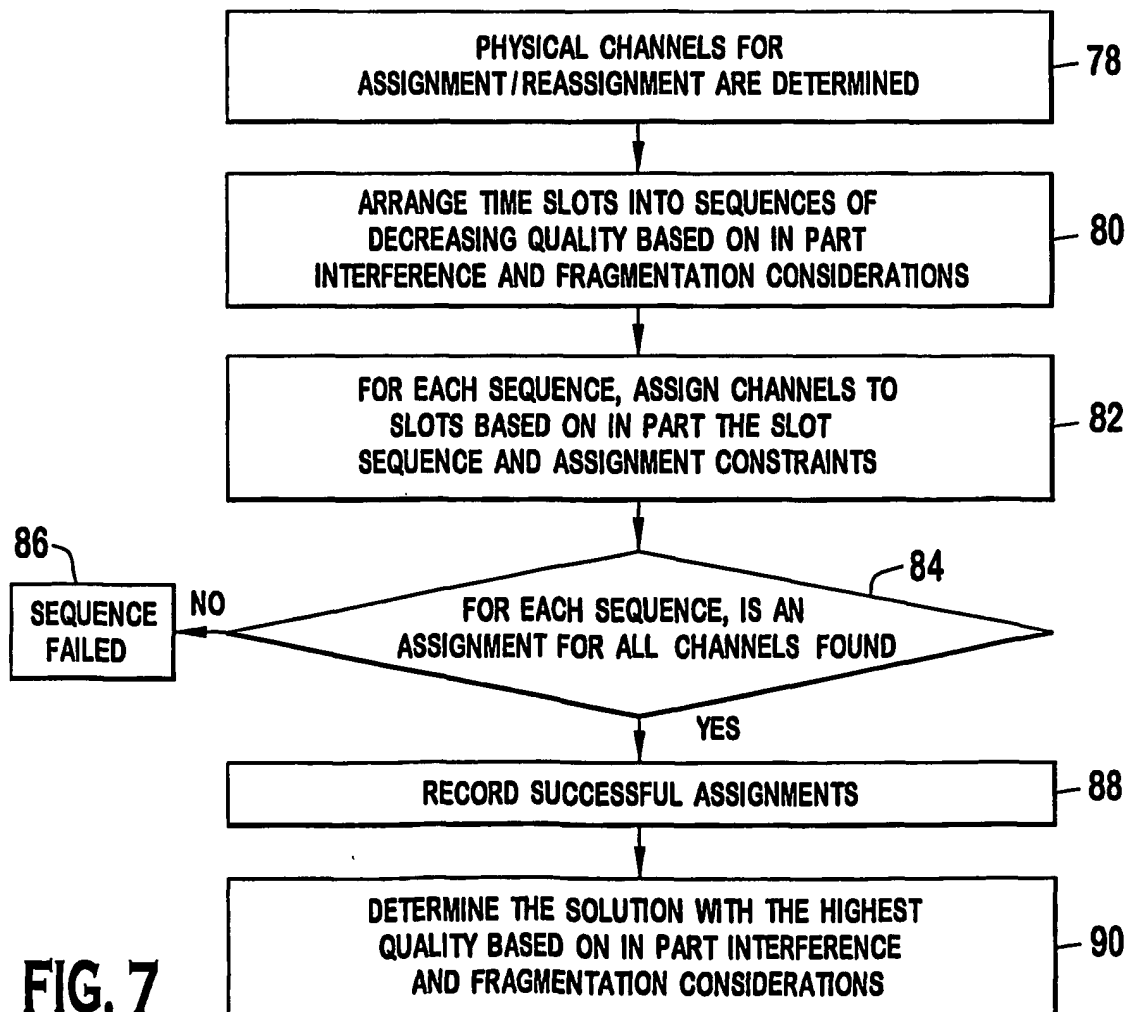 PHYSICAL CHANNELS FOR
ASSIGNMENT/REASSIGNMENT ARE DETERMINED
78
ARRANGE TIME SLOTS INTO SEQUENCES OF
DECREASING QUALITY BASED ON IN PART
INTERFERENCE AND FRAGMENTATION CONSIDERATIONS
80
FOR EACH SEQUENCE, ASSIGN CHANNELS TO
SLOTS BASED ON IN PART THE SLOT
SEQUENCE AND ASSIGNMENT CONSTRAINTS
82
86
SEQUENCE
FAILED
NO
84
FOR EACH SEQUENCE, IS AN
ASSIGNMENT FOR ALL CHANNELS FOUND
YES
RECORD SUCCESSFUL ASSIGNMENTS
88
DETERMINE THE SOLUTION WITH THE HIGHEST
QUALITY BASED ON IN PART INTERFERENCE
AND FRAGMENTATION CONSIDERATIONS
90
FIG. 7